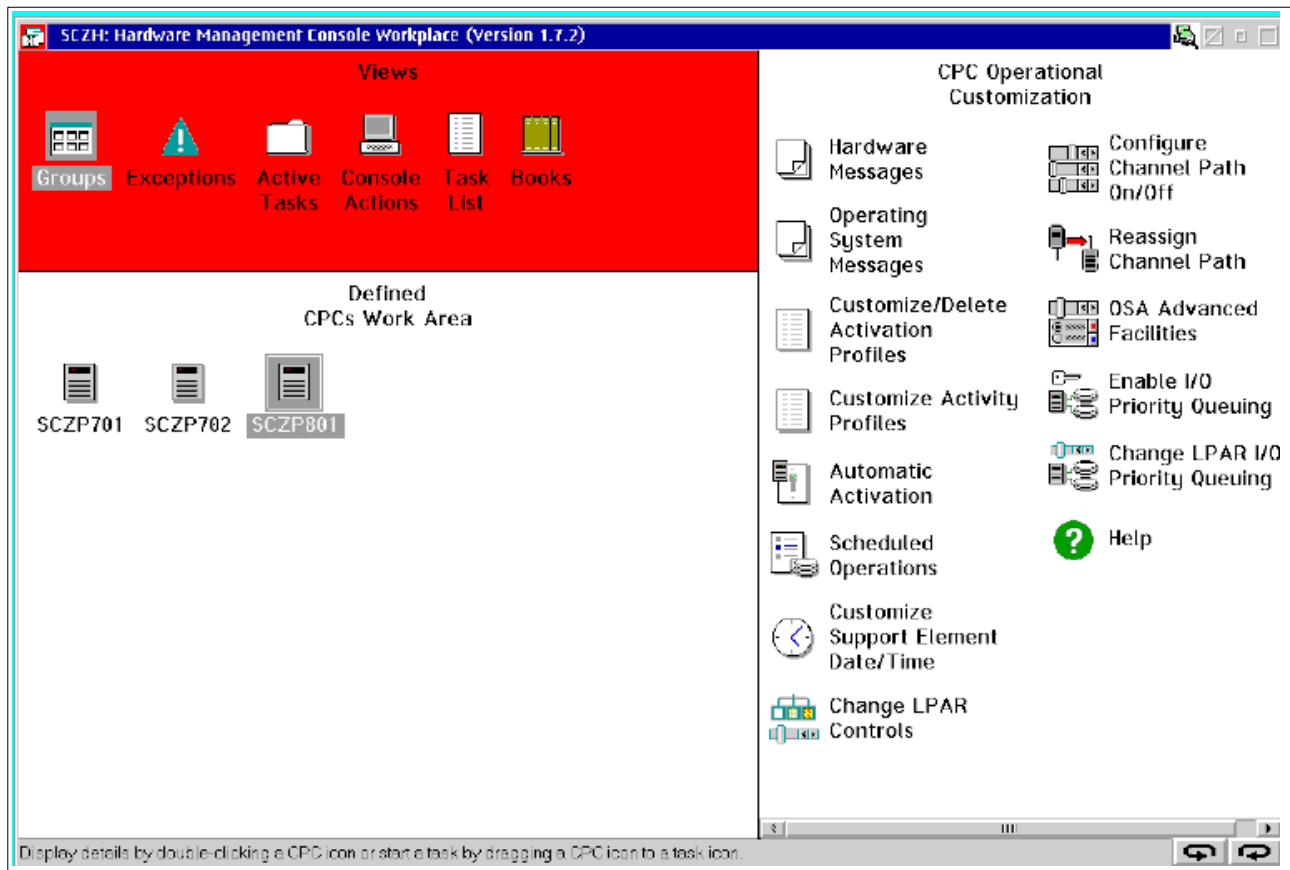 SCZH: Hardware Management Console Workplace (Version 1.7.2)
Views
Groups
Exceptions
Active
Tasks
Console
Actions
Task
List
Books
Defined
CPCs Work Area
SCZP701
SCZP702
SCZP801
CPC Operational
Customization
Hardware
Messages
Operating
System
Messages
Customize/Delete
Activation
Profiles
Customize Activity
Profiles
Automatic
Activation
Scheduled
Operations
Customize
Support Element
Date/Time
Change LPAR
Controls
Configure
Channel Path
On/Off
Reassign
Channel Path
OSA Advanced
Facilities
Enable I/O
Priority Queuing
Change LPAR I/O
Priority Queuing
Help
Display details by double-clicking a CPC icon or start a task by dragging a CPC icon to a task icon.